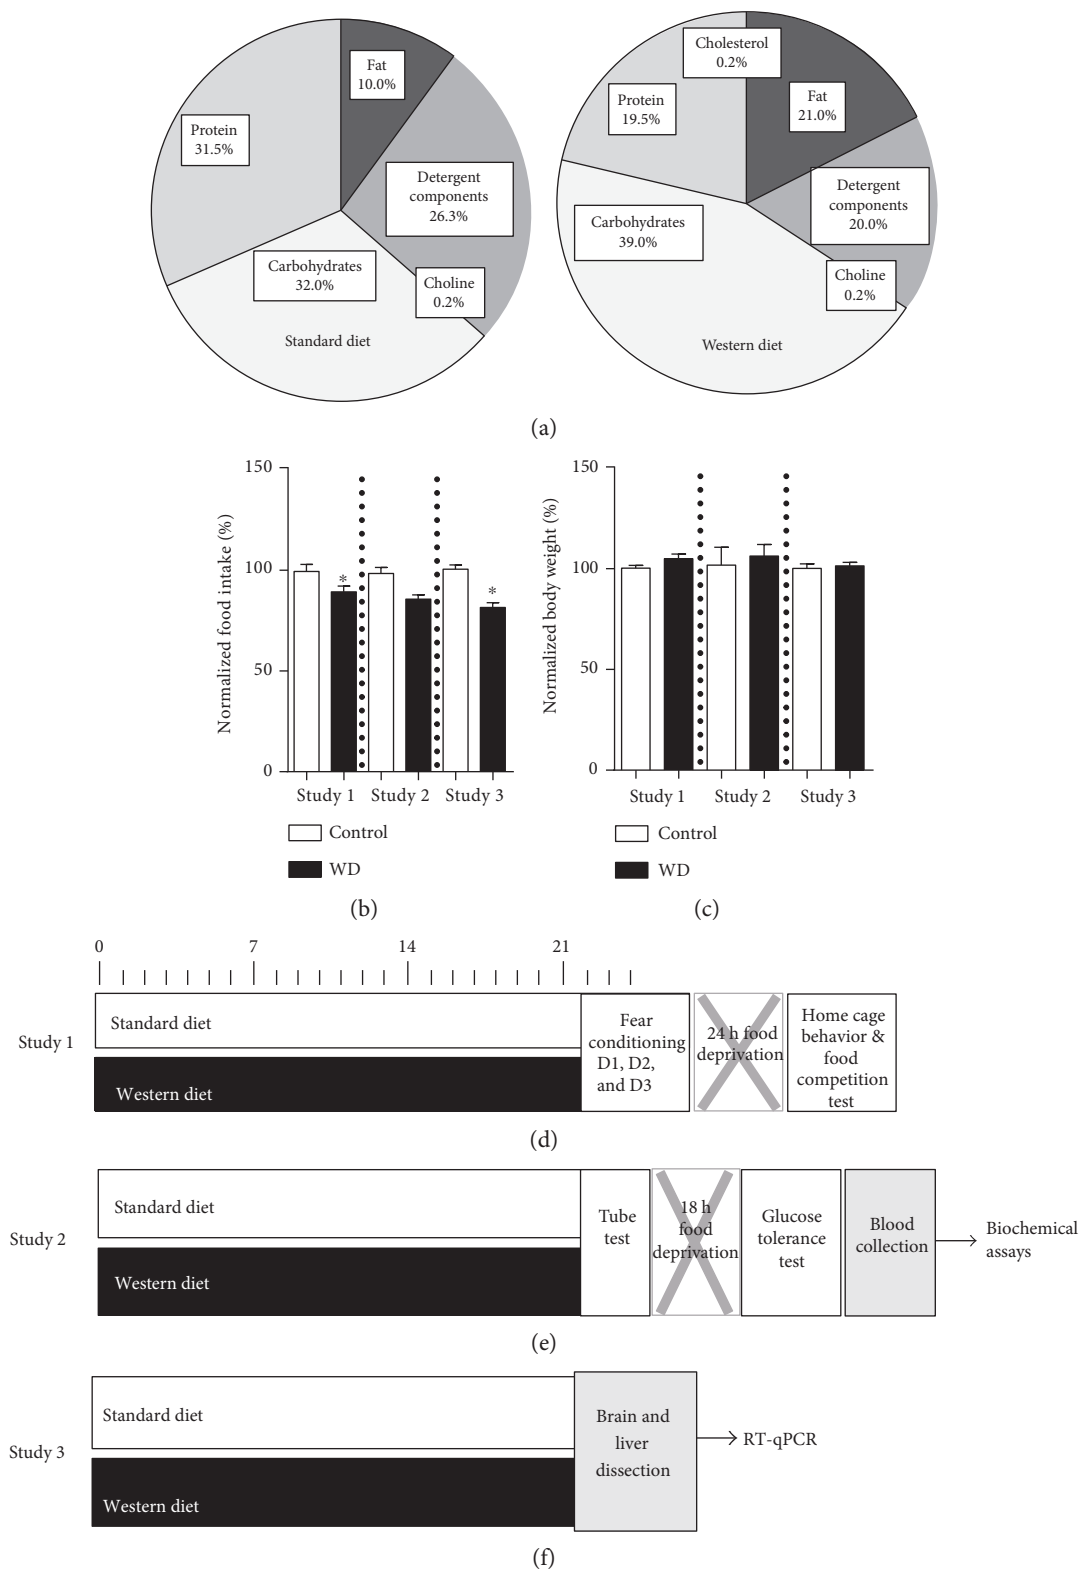 Fat
10.0%
Protein
31.5%
Detergent
components
26.3%
Carbohydrates
32.0%
Choline
0.2%
Standard diet
Cholesterol
0.2%
Fat
21.0%
Protein
19.5%
Detergent
components
20.0%
Carbohydrates
39.0%
Choline
0.2%
Western diet
(a)
150
100
50
0
Normalized food intake (%)
*
*
Study 1 Study 2 Study 3
Control
WD
(b)
150
100
50
0
Normalized body weight (%)
Study 1 Study 2 Study 3
Control
WD
(c)
0 7 14 21
Study 1
Standard diet
Western diet
Fear
conditioning
D1, D2,
and D3
24 h food
deprivation
Home cage
behavior &
food
competition
test
(d)
Study 2
Standard diet
Western diet
Tube
test
18 h
food
deprivation
Glucose
tolerance
test
Blood
collection
Biochemical
assays
(e)
Study 3
Standard diet
Western diet
Brain and
liver
dissection
RT-qPCR
(f)